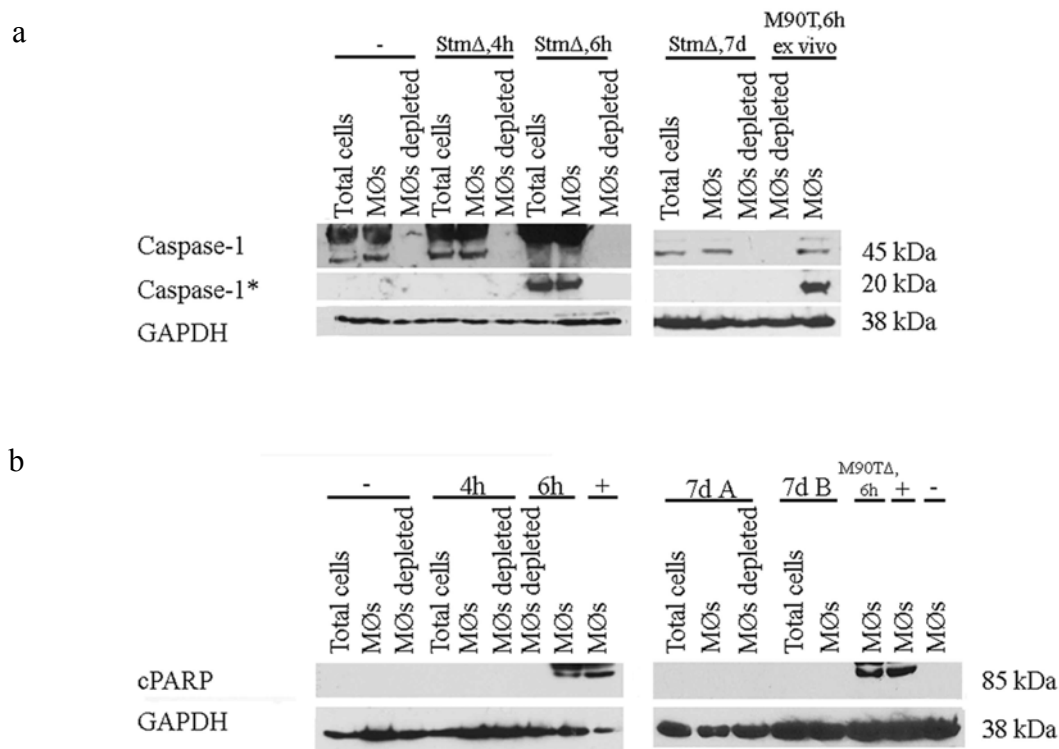 a
-
StmΔ,4h
StmΔ,6h
StmΔ,7d
M90T,6h
ex vivo
Total cells
MØs
MØs depleted
Total cells
MØs
MØs depleted
Total cells
MØs
MØs depleted
Total cells
MØs
MØs depleted
MØs depleted
MØs
Caspase-1
45 kDa
Caspase-1*
20 kDa
GAPDH
38 kDa
b
-
4h
6h
+
7d A
7d B
M90TΔ,
6h
+
-
Total cells
MØs
MØs depleted
Total cells
MØs
MØs depleted
MØs depleted
MØs
MØs
Total cells
MØs
MØs depleted
Total cells
MØs
MØs
MØs
MØs
cPARP
85 kDa
GAPDH
38 kDa